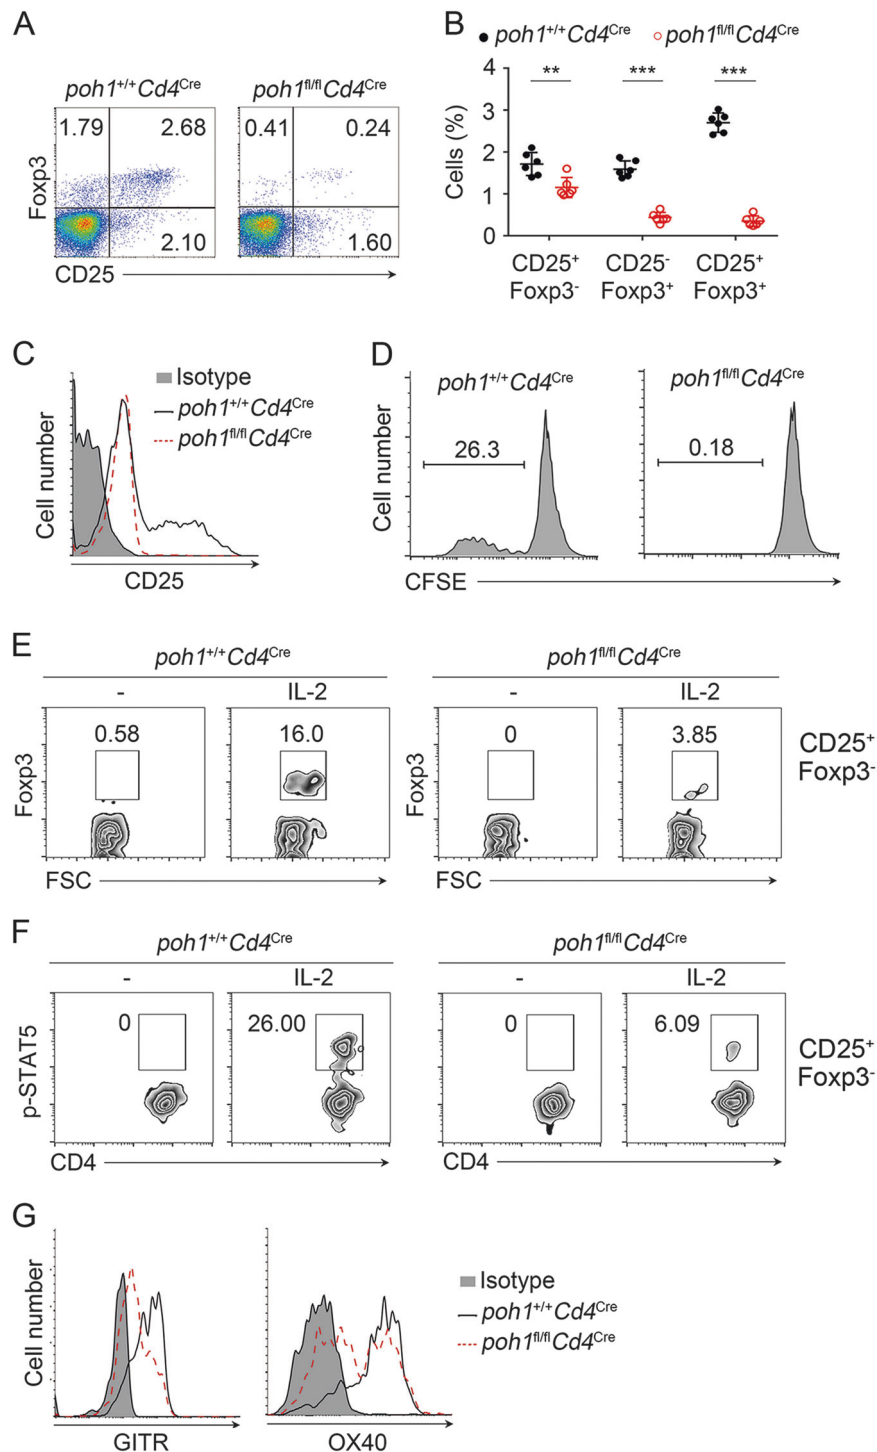 A
poh1+/+Cd4Cre poh1fl/flCd4Cre
1.79 2.68 0.41 0.24
2.10 1.60
Foxp3
CD25
B
poh1+/+Cd4Cre poh1fl/flCd4Cre
** *** ***
4
3
2
1
0
Cells (%)
CD25+ CD25- CD25+
Foxp3- Foxp3+ Foxp3+
C
Isotype
poh1+/+Cd4Cre
poh1fl/flCd4Cre
Cell number
CD25
D
poh1+/+Cd4Cre poh1fl/flCd4Cre
26.3 0.18
Cell number
CFSE
E
poh1+/+Cd4Cre poh1fl/flCd4Cre
- IL-2 - IL-2
0.58 16.0 0 3.85
Foxp3 Foxp3
CD25+
Foxp3-
FSC FSC
F
poh1+/+Cd4Cre poh1fl/flCd4Cre
- IL-2 - IL-2
0 26.00 0 6.09
p-STAT5
CD25+
Foxp3-
CD4 CD4
G
Cell number
Isotype
poh1+/+Cd4Cre
poh1fl/flCd4Cre
GITR OX40